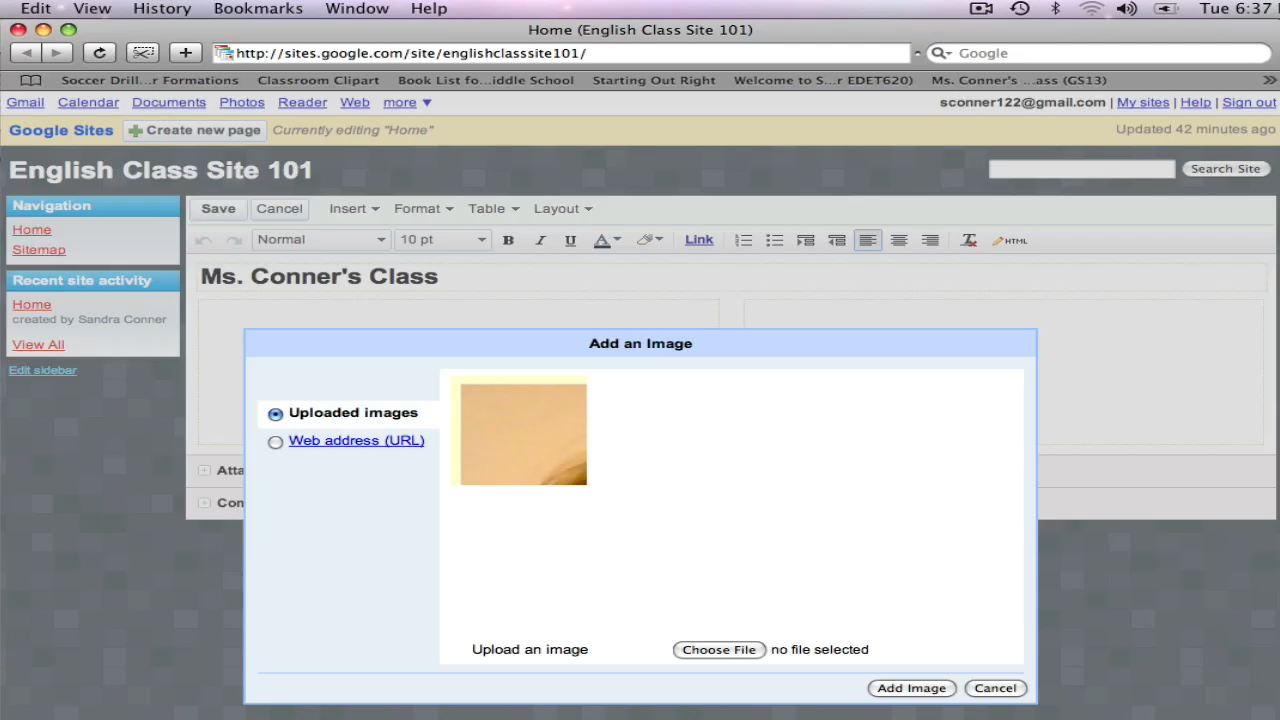 Edit View History Bookmarks Window Help Tue 6:37
Home (English Class Site 101)
http://sites.google.com/site/englishclasssite101/ Google
Soccer Drill...r Formations Classroom Clipart Book List fo...iddle School Starting Out Right Welcome to S...r EDET620) Ms. Conner's ...ass (GS13) »
Gmail Calendar Documents Photos Reader Web more ▼ sconner122@gmail.com | My sites | Help | Sign out
Google Sites Create new page Currently editing "Home" Updated 42 minutes ago
English Class Site 101 Search Site
Navigation
Home
Sitemap
Recent site activity
Home
created by Sandra Conner
View All
Edit sidebar
Save Cancel Insert Format Table Layout
Normal 10 pt B I U A Link HTML
Ms. Conner's Class
Atta
Con
Add an Image
Uploaded images
Web address (URL)
Upload an image Choose File no file selected
Add Image Cancel